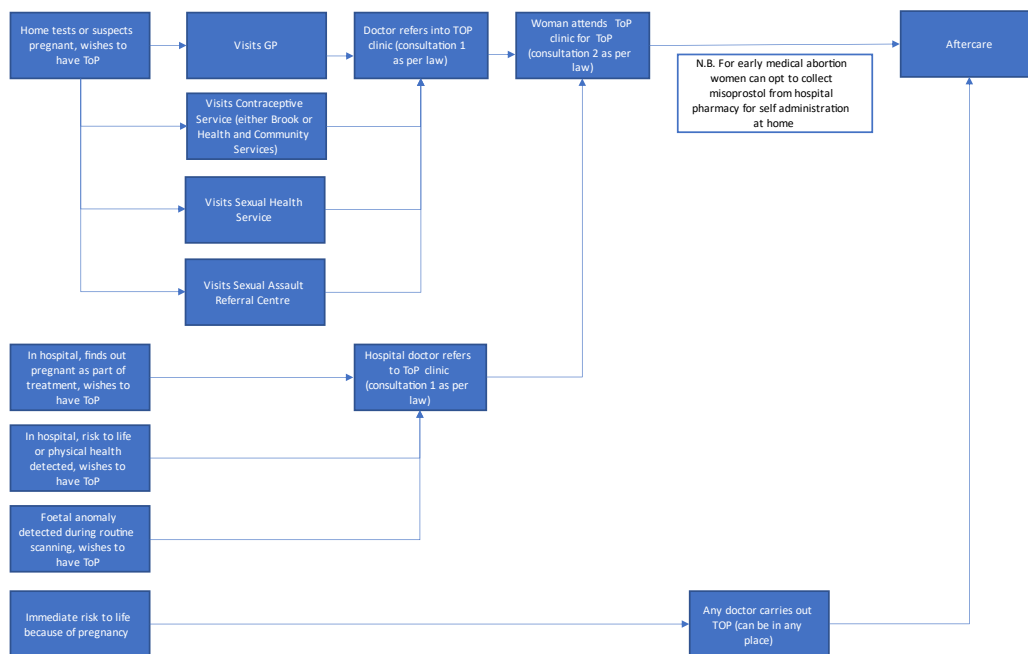 Home tests or suspects
pregnant, wishes to
have ToP
Visits GP
Doctor refers into TOP
clinic (consultation 1
as per law)
Woman attends ToP
clinic for ToP
(consultation 2 as per
law)
Aftercare
N.B. For early medical abortion
women can opt to collect
misoprostol from hospital
pharmacy for self administration
at home
Visits Contraceptive
Service (either Brook or
Health and Community
Services)
Visits Sexual Health
Service
Visits Sexual Assault
Referral Centre
In hospital, finds out
pregnant as part of
treatment, wishes to
have ToP
Hospital doctor refers
to ToP clinic
(consultation 1 as per
law)
In hospital, risk to life
or physical health
detected, wishes to
have ToP
Foetal anomaly
detected during routine
scanning, wishes to
have ToP
Immediate risk to life
because of pregnancy
Any doctor carries out
TOP (can be in any
place)